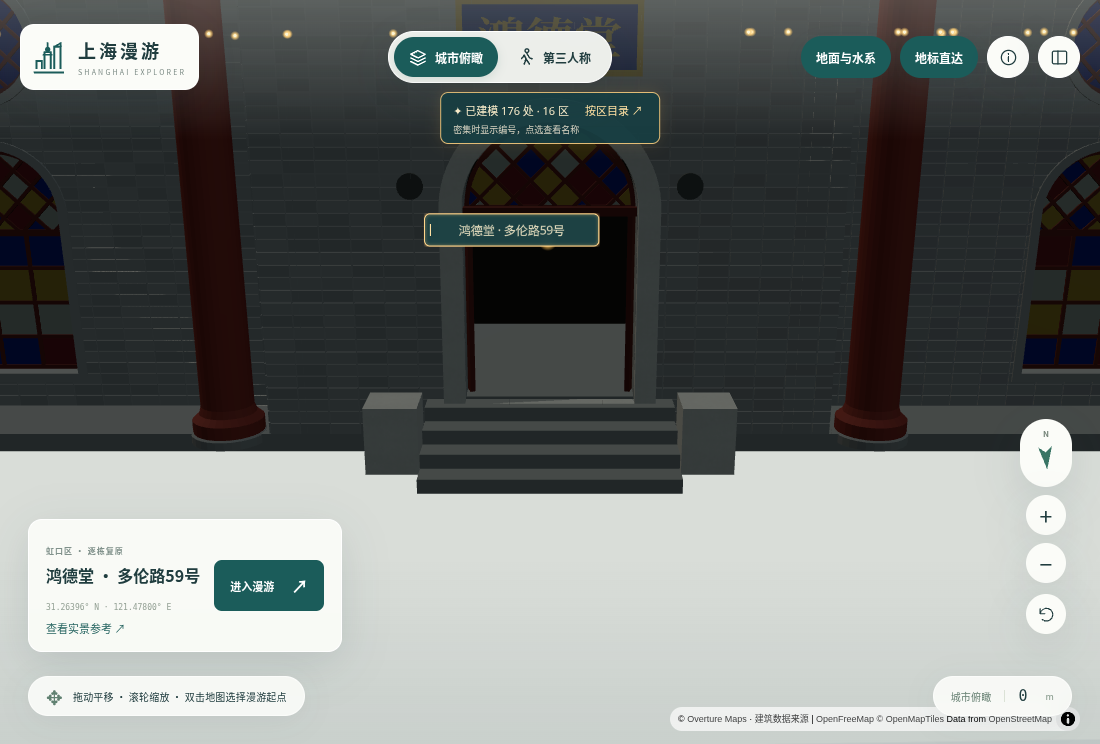 鸿德堂
上海漫游
SHANGHAI EXPLORER
城市俯瞰
第三人称
地面与水系
地标直达
✦ 已建模 176 处 · 16 区 按区目录 ↗
密集时显示编号，点选查看名称
鸿德堂 · 多伦路59号
N
虹口区 · 逐栋复原
鸿德堂 · 多伦路59号
31.26396° N · 121.47800° E
查看实景参考 ↗
进入漫游 ↗
+
−
拖动平移 · 滚轮缩放 · 双击地图选择漫游起点
城市俯瞰 0 m
© Overture Maps · 建筑数据来源 | OpenFreeMap © OpenMapTiles Data from OpenStreetMap